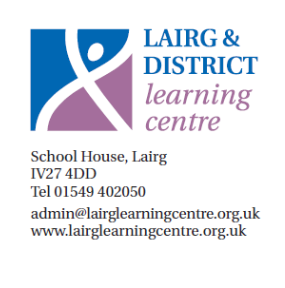 LAIRG &
DISTRICT
learning
centre
School House, Lairg
IV27 4DD
Tel 01549 402050
admin@lairglearningcentre.org.uk
www.lairglearningcentre.org.uk